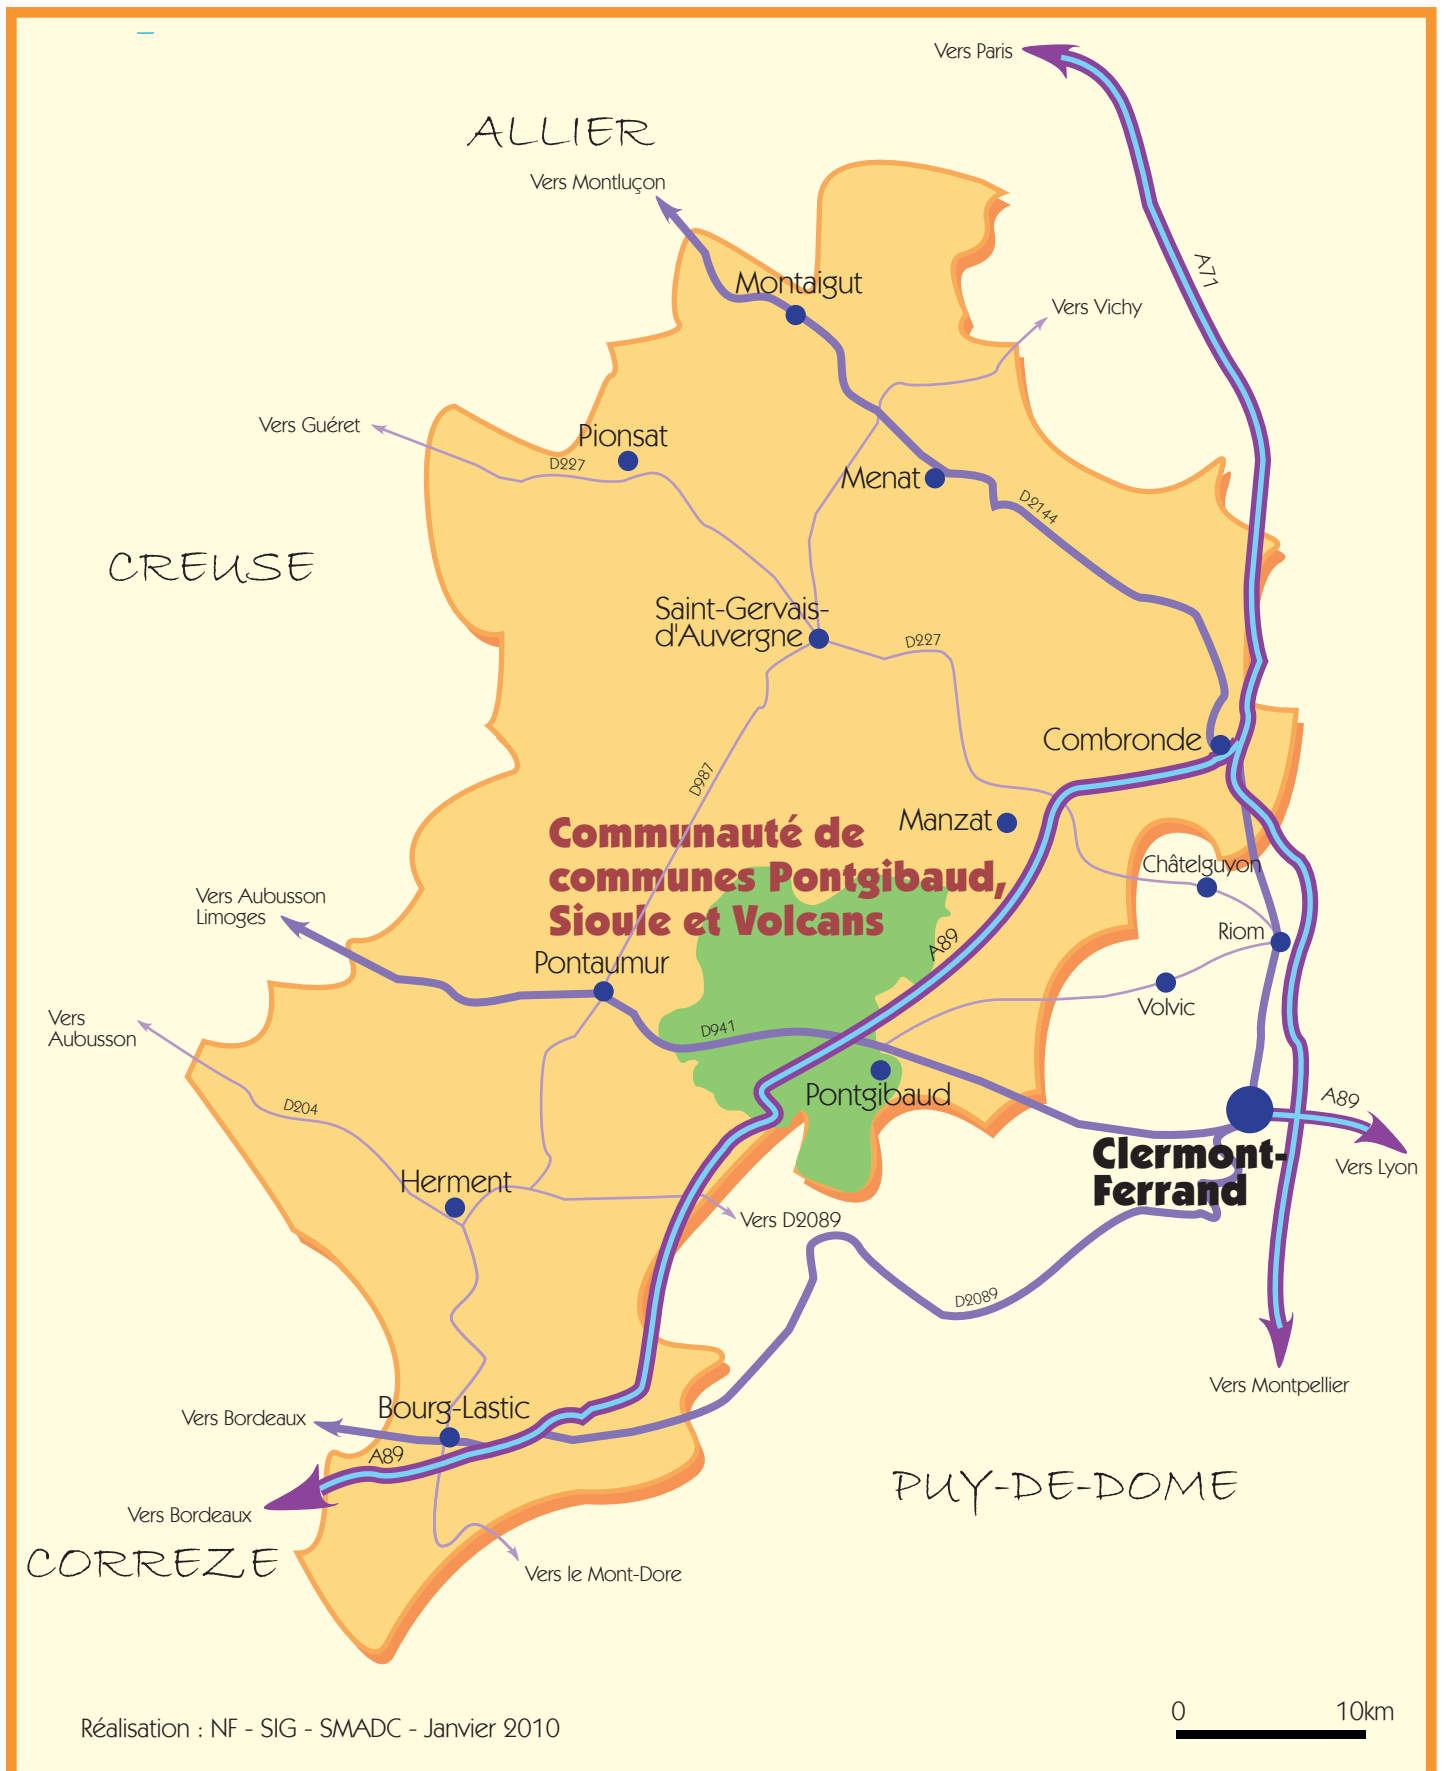 Vers Paris
ALLIER
Vers Montluçon
A71
Montaigut
Vers Vichy
Vers Guéret
Pionsat
D227
Menat
D2144
CREUSE
Saint-Gervais-
d'Auvergne
D227
Combronde
D987
Communauté de
communes Pontgibaud,
Sioule et Volcans
Manzat
Châtelguyon
Vers Aubusson
Limoges
Riom
A89
Pontaumur
Volvic
Vers
Aubusson
D941
Pontgibaud
D204
A89
Clermont-
Ferrand
Vers Lyon
Herment
Vers D2089
D2089
Vers Montpellier
Bourg-Lastic
Vers Bordeaux
A89
PUY-DE-DOME
Vers Bordeaux
CORREZE
Vers le Mont-Dore
0 10km
Réalisation : NF - SIG - SMADC - Janvier 2010